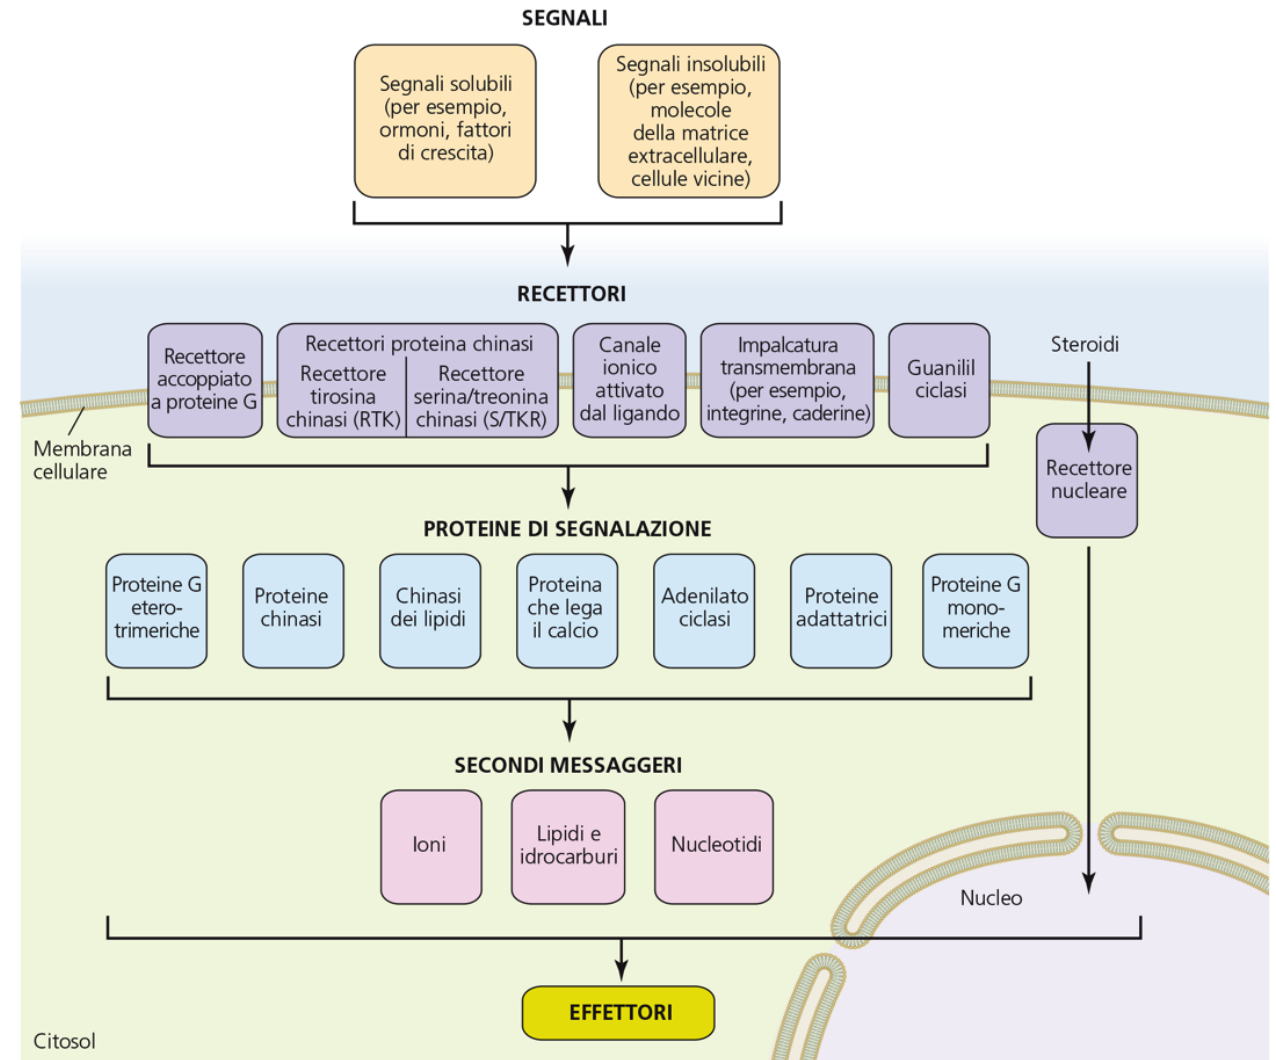 SEGNALI
Segnali solubili
(per esempio,
ormoni, fattori
di crescita)
Segnali insolubili
(per esempio,
molecole
della matrice
extracellulare,
cellule vicine)
RECETTORI
Recettore
accoppiato
a proteine G
Recettori proteina chinasi
Recettore
tirosina
chinasi (RTK)
Recettore
serina/treonina
chinasi (S/TKR)
Canale
ionico
attivato
dal ligando
Impalcatura
transmembrana
(per esempio,
integrine, caderine)
Guanilil
ciclasi
Steroidi
Membrana
cellulare
Recettore
nucleare
PROTEINE DI SEGNALAZIONE
Proteine G
etero-
trimeriche
Proteine
chinasi
Chinasi
dei lipidi
Proteina
che lega
il calcio
Adenilato
ciclasi
Proteine
adattatrici
Proteine G
mono-
meriche
SECONDI MESSAGGERI
Ioni
Lipidi e
idrocarburi
Nucleotidi
Nucleo
EFFETTORI
Citosol